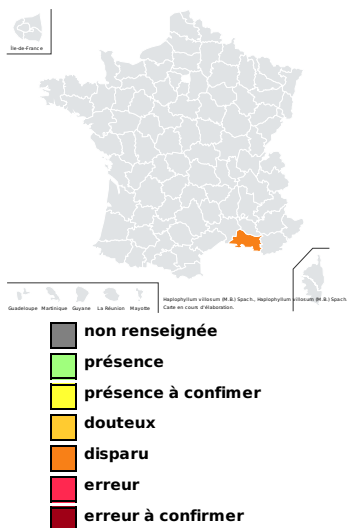 Île-de-France
Guadeloupe Martinique Guyane La Réunion Mayotte
Haplophyllum villosum (M.B.) Spach., Haplophyllum villosum (M.B.) Spach
Carte en cours d'élaboration.
non renseignée
présence
présence à confimer
douteux
disparu
erreur
erreur à confirmer